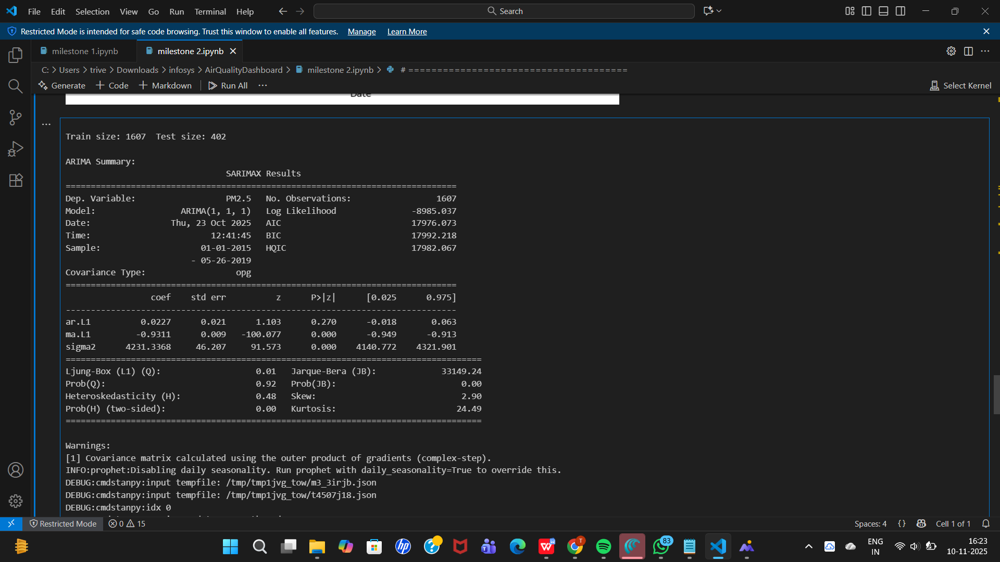 File Edit Selection View Go Run Terminal Help Search
Restricted Mode is intended for safe code browsing. Trust this window to enable all features. Manage Learn More
milestone 1.ipynb milestone 2.ipynb
C: > Users > trive > Downloads > infosys > AirQualityDashboard > milestone 2.ipynb > # ===================================
Generate + Code + Markdown Run All ... Select Kernel
Date
Train size: 1607  Test size: 402
ARIMA Summary:
SARIMAX Results
==============================================================================
Dep. Variable: PM2.5 No. Observations: 1607
Model: ARIMA(1, 1, 1) Log Likelihood -8985.037
Date: Thu, 23 Oct 2025 AIC 17976.073
Time: 12:41:45 BIC 17992.218
Sample: 01-01-2015 HQIC 17982.067
- 05-26-2019
Covariance Type: opg
==============================================================================
coef std err z P>|z| [0.025 0.975]
------------------------------------------------------------------------------
ar.L1 0.0227 0.021 1.103 0.270 -0.018 0.063
ma.L1 -0.9311 0.009 -100.077 0.000 -0.949 -0.913
sigma2 4231.3368 46.207 91.573 0.000 4140.772 4321.901
===================================================================================
Ljung-Box (L1) (Q): 0.01 Jarque-Bera (JB): 33149.24
Prob(Q): 0.92 Prob(JB): 0.00
Heteroskedasticity (H): 0.48 Skew: 2.90
Prob(H) (two-sided): 0.00 Kurtosis: 24.49
===================================================================================
Warnings:
[1] Covariance matrix calculated using the outer product of gradients (complex-step).
INFO:prophet:Disabling daily seasonality. Run prophet with daily_seasonality=True to override this.
DEBUG:cmdstanpy:input tempfile: /tmp/tmp1jvg_tow/m3_3irjb.json
DEBUG:cmdstanpy:input tempfile: /tmp/tmp1jvg_tow/t4507j18.json
DEBUG:cmdstanpy:idx 0
Restricted Mode 0 15 Spaces: 4 {} Cell 1 of 1
83
ENG
IN
16:23
10-11-2025